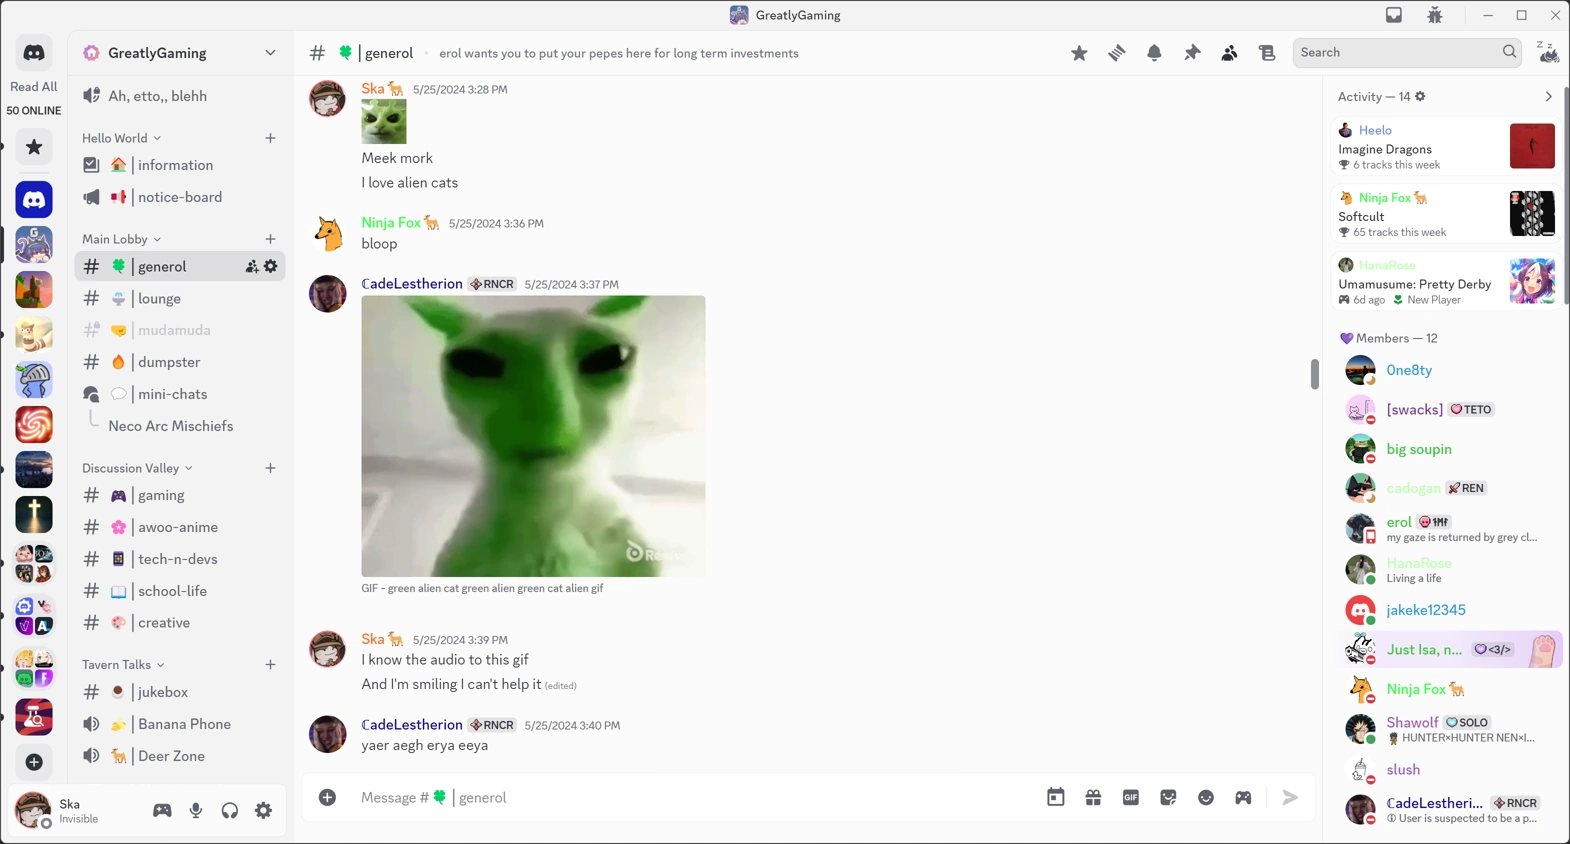 GreatlyGaming
Read All
50 ONLINE
GreatlyGaming
Ah, etto,, blehh
Hello World
information
notice-board
Main Lobby
generol
lounge
mudamuda
dumpster
mini-chats
Neco Arc Mischiefs
Discussion Valley
gaming
awoo-anime
tech-n-devs
school-life
creative
Tavern Talks
jukebox
Banana Phone
Deer Zone
Ska
Invisible
generol
erol wants you to put your pepes here for long term investments
Search
Ska 5/25/2024 3:28 PM
Meek mork
I love alien cats
Ninja Fox 5/25/2024 3:36 PM
bloop
ℂadeLestherion RNCR 5/25/2024 3:37 PM
GIF - green alien cat green alien green cat alien gif
Ska 5/25/2024 3:39 PM
I know the audio to this gif
And I'm smiling I can't help it (edited)
ℂadeLestherion RNCR 5/25/2024 3:40 PM
yaer aegh erya eeya
Message # generol
GIF
Activity — 14
Heelo
Imagine Dragons
6 tracks this week
Ninja Fox
Softcult
65 tracks this week
HanaRose
Umamusume: Pretty Derby
6d ago New Player
Members — 12
0ne8ty
[swacks] TETO
big soupin
cadogan REN
erol
my gaze is returned by grey cl...
HanaRose
Living a life
jakeke12345
Just Isa, n... <3/>
Ninja Fox
Shawolf SOLO
HUNTER×HUNTER NEN×I...
slush
ℂadeLestheri... RNCR
User is suspected to be a p...